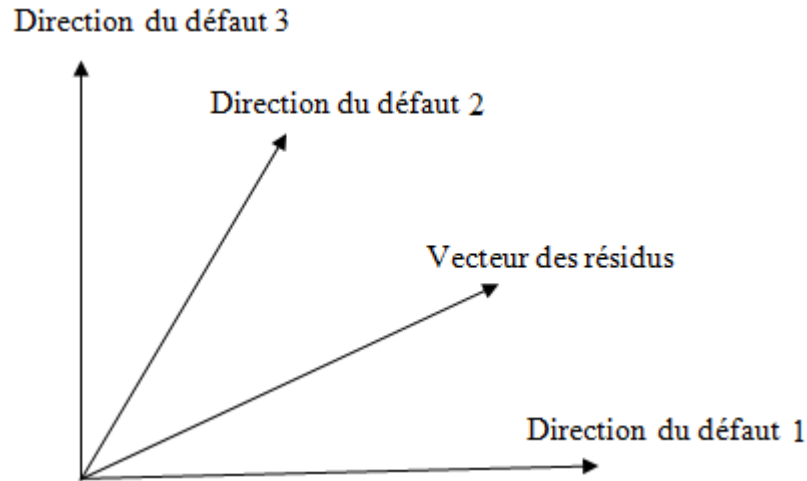 Direction du défaut 3
Direction du défaut 2
Vecteur des résidus
Direction du défaut 1